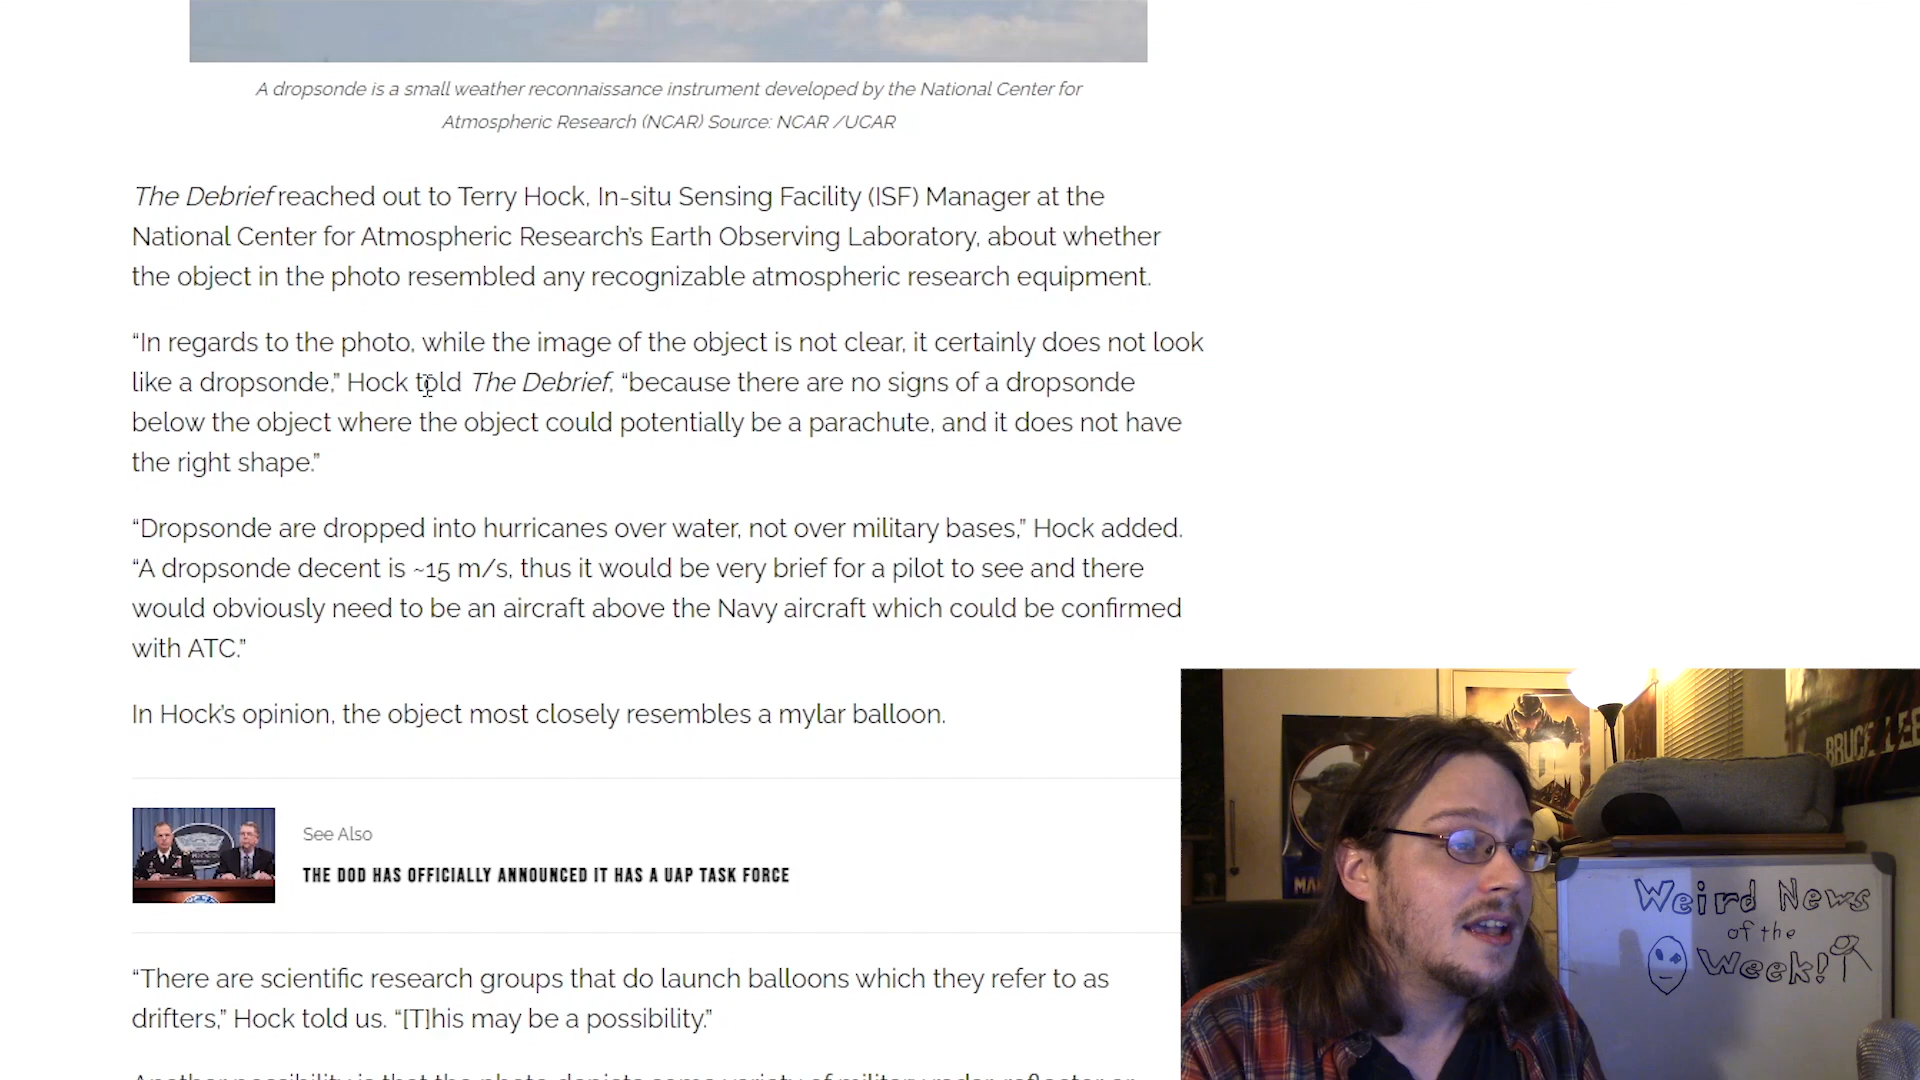 A dropsonde is a small weather reconnaissance instrument developed by the National Center for
Atmospheric Research (NCAR) Source: NCAR /UCAR
The Debrief reached out to Terry Hock, In-situ Sensing Facility (ISF) Manager at the
National Center for Atmospheric Research’s Earth Observing Laboratory, about whether
the object in the photo resembled any recognizable atmospheric research equipment.
“In regards to the photo, while the image of the object is not clear, it certainly does not look
like a dropsonde,” Hock told The Debrief, “because there are no signs of a dropsonde
below the object where the object could potentially be a parachute, and it does not have
the right shape.”
“Dropsonde are dropped into hurricanes over water, not over military bases,” Hock added.
“A dropsonde decent is ~15 m/s, thus it would be very brief for a pilot to see and there
would obviously need to be an aircraft above the Navy aircraft which could be confirmed
with ATC.”
In Hock’s opinion, the object most closely resembles a mylar balloon.
See Also
THE DOD HAS OFFICIALLY ANNOUNCED IT HAS A UAP TASK FORCE
“There are scientific research groups that do launch balloons which they refer to as
drifters,” Hock told us. “[T]his may be a possibility.”
BRUCE LEE
Weird News
of the
Week!